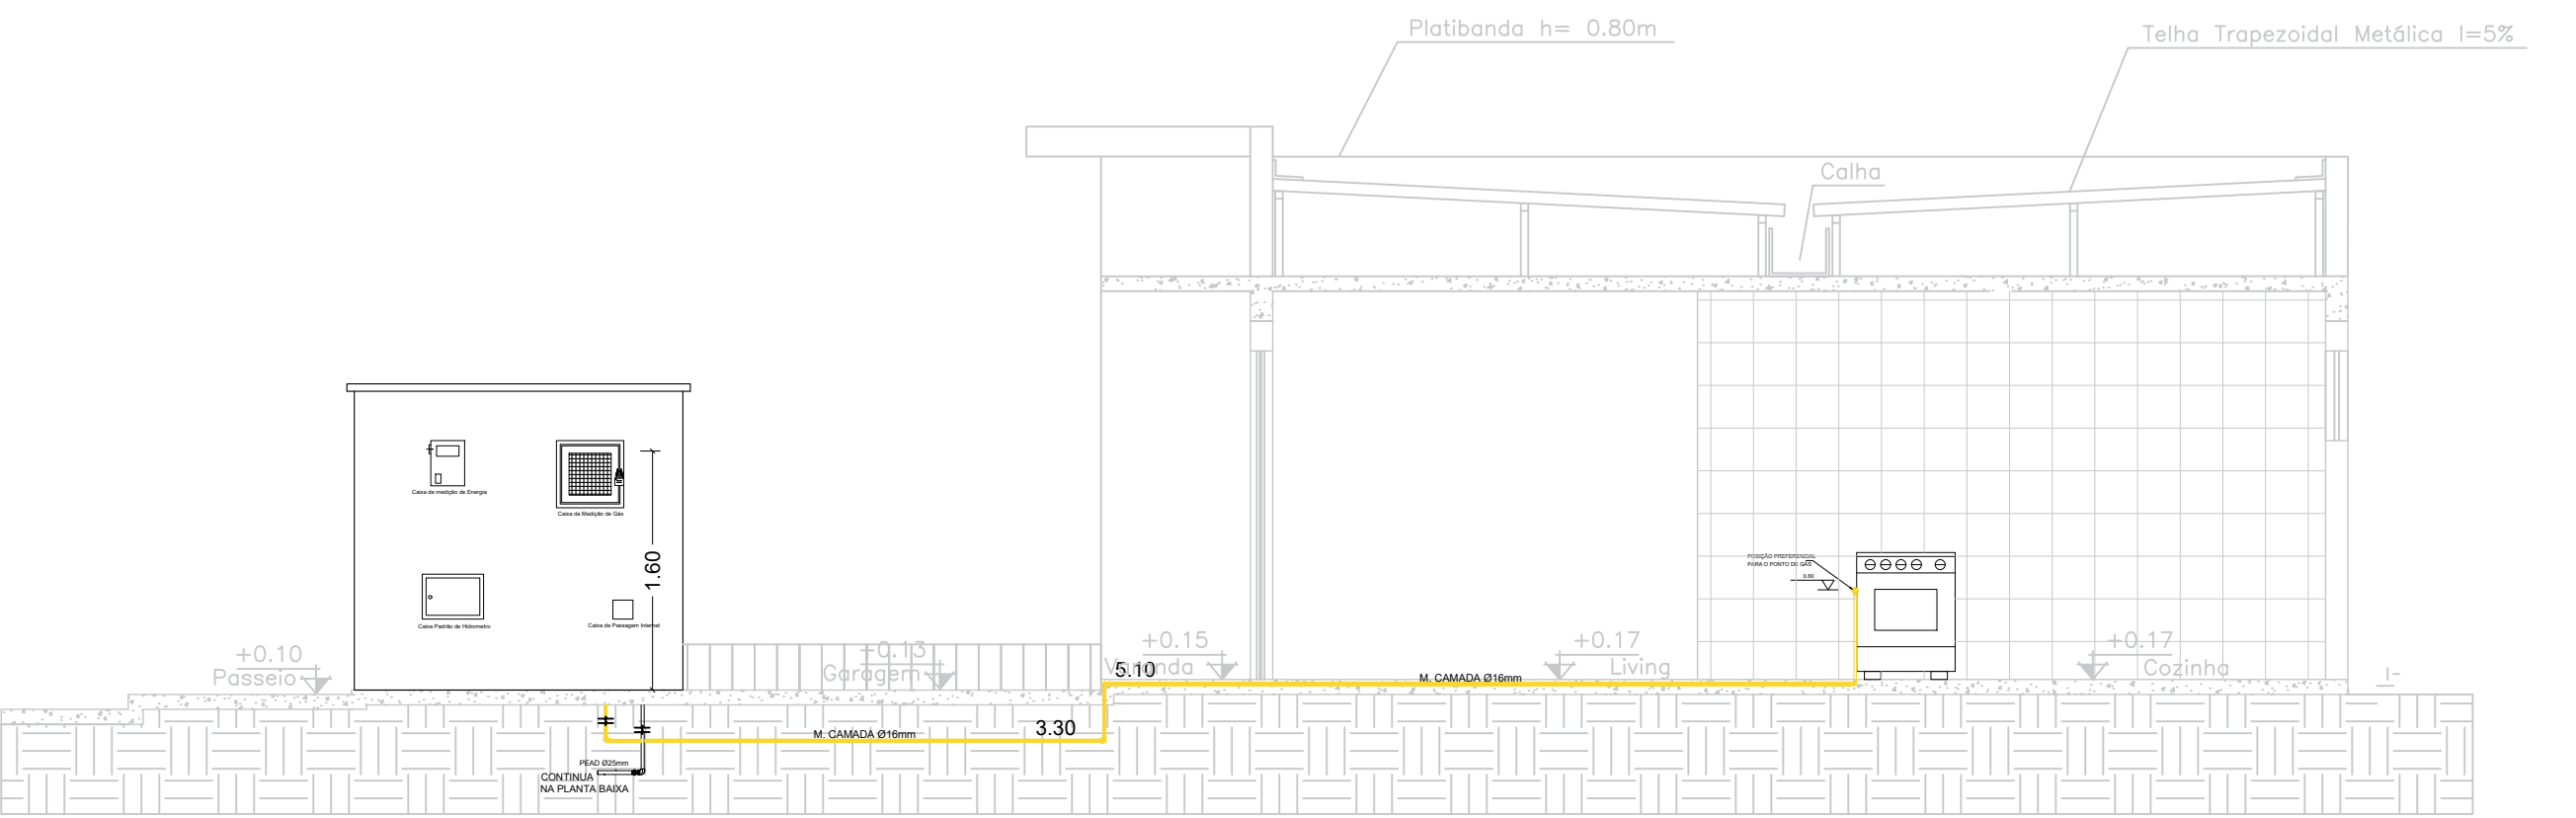 Platibanda h= 0.80m
Telha Trapezoidal Metálica I=5%
Calha
Caixa de medição de Energia
Caixa de Medição de Gás
1.60
Caixa Padrão de Hidrometro
Caixa de Passagem Internet
POSIÇÃO PREFERENCIAL
PARA O PONTO DE GÁS
0.60
+0.10
Passeio
+0.13
Garagem
+0.15
Varanda
5.10
+0.17
Living
+0.17
Cozinha
M. CAMADA Ø16mm
3.30
M. CAMADA Ø16mm
PEAD Ø25mm
CONTINUA
NA PLANTA BAIXA